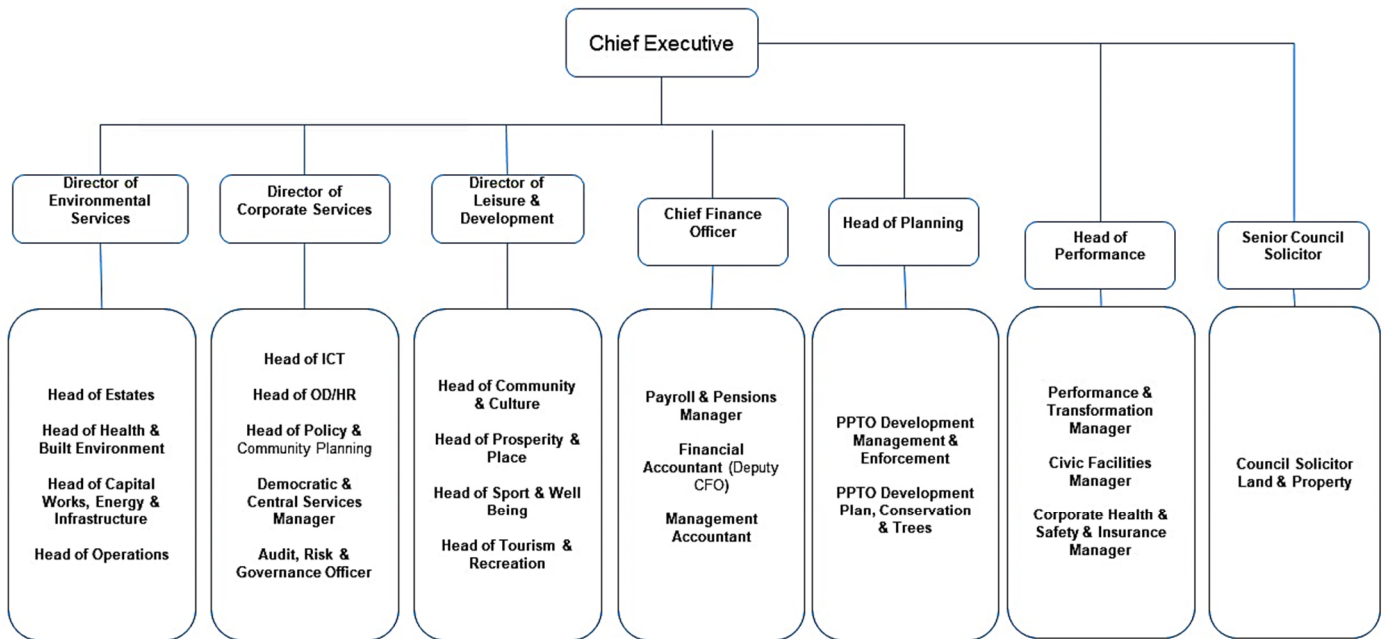 Chief Executive
Director of
Environmental
Services
Director of
Corporate Services
Director of
Leisure &
Development
Chief Finance
Officer
Head of Planning
Head of
Performance
Senior Council
Solicitor
Head of Estates
Head of Health &
Built Environment
Head of Capital
Works, Energy &
Infrastructure
Head of Operations
Head of ICT
Head of OD/HR
Head of Policy &
Community Planning
Democratic &
Central Services
Manager
Audit, Risk &
Governance Officer
Head of Community
& Culture
Head of Prosperity &
Place
Head of Sport & Well
Being
Head of Tourism &
Recreation
Payroll & Pensions
Manager
Financial
Accountant (Deputy
CFO)
Management
Accountant
PPTO Development
Management &
Enforcement
PPTO Development
Plan, Conservation
& Trees
Performance &
Transformation
Manager
Civic Facilities
Manager
Corporate Health &
Safety & Insurance
Manager
Council Solicitor
Land & Property